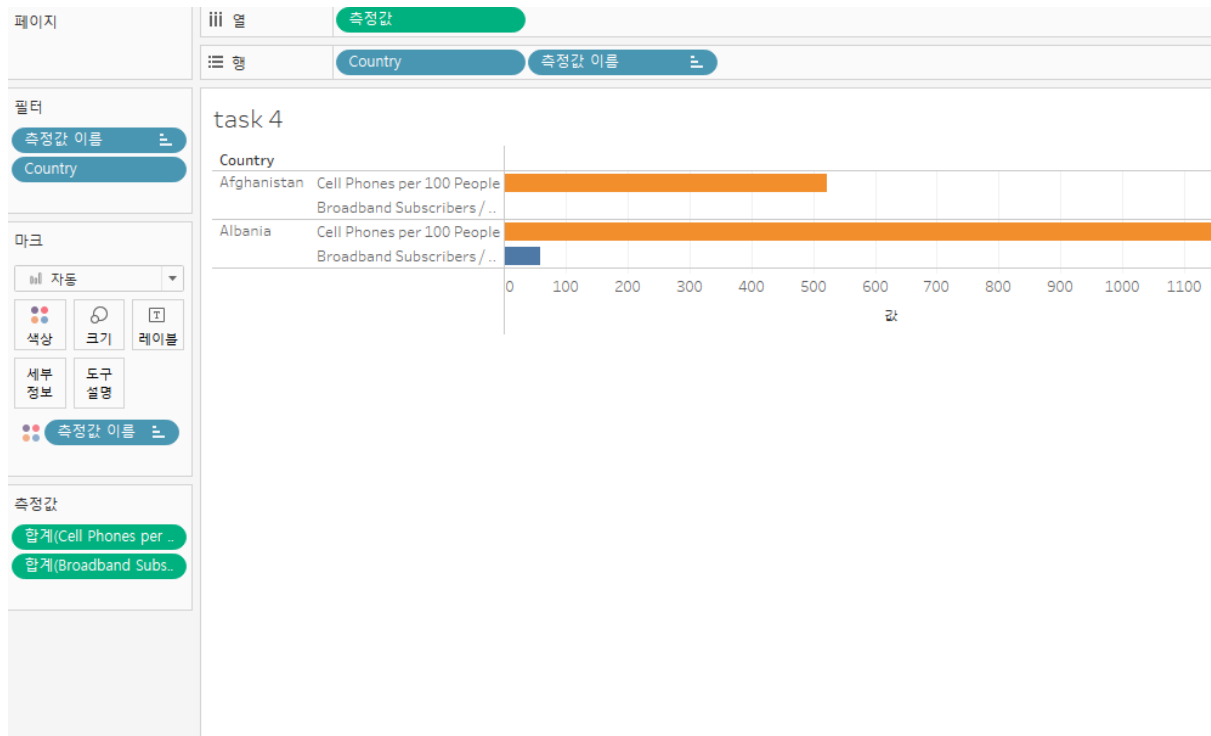 페이지
iii 열 측정값
행 Country 측정값 이름
필터
측정값 이름
Country
마크
자동
색상 크기 레이블
세부 정보 도구 설명
측정값 이름
측정값
합계(Cell Phones per ..
합계(Broadband Subs..
task 4
Country
Afghanistan Cell Phones per 100 People
Broadband Subscribers / ..
Albania Cell Phones per 100 People
Broadband Subscribers / ..
0 100 200 300 400 500 600 700 800 900 1000 1100
값